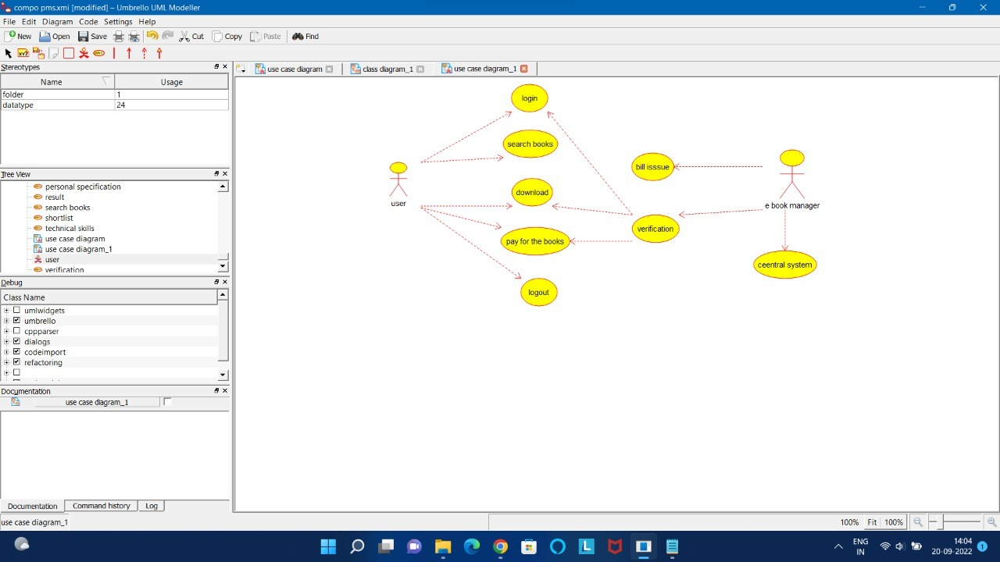 compo pms.xmi [modified] – Umbrello UML Modeller
File Edit Diagram Code Settings Help
New Open Save Cut Copy Paste Find
Stereotypes
Name Usage
folder 1
datatype 24
Tree View
personal specification
result
search books
shortlist
technical skills
use case diagram
use case diagram_1
user
verification
Debug
Class Name
umlwidgets
umbrello
cppparser
dialogs
codeimport
refactoring
Documentation
use case diagram_1
Documentation Command history Log
use case diagram_1
use case diagram class diagram_1 use case diagram_1
login
search books
bill isssue
user
download
e book manager
verification
pay for the books
ceentral system
logout
100% Fit 100%
ENG
IN
14:04
20-09-2022
1